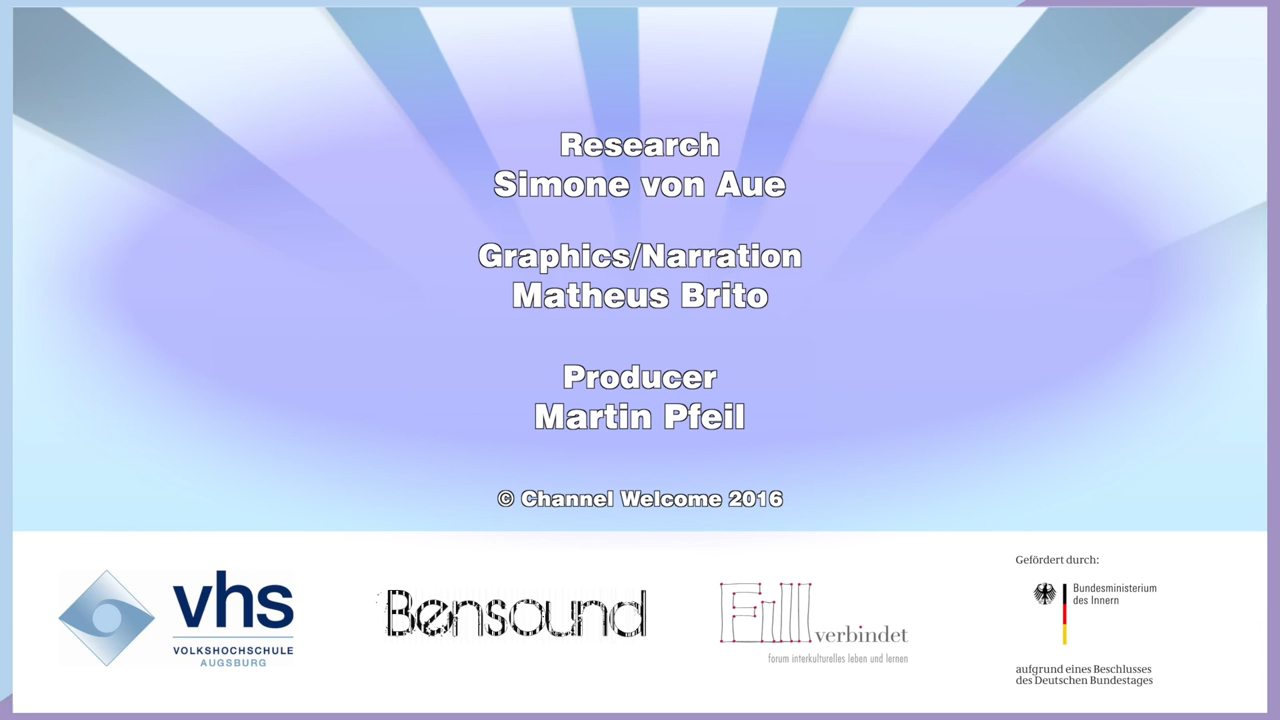 Research
Simone von Aue
Graphics/Narration
Matheus Brito
Producer
Martin Pfeil
© Channel Welcome 2016
vhs
VOLKSHOCHSCHULE
AUGSBURG
Bensound
Fill verbindet
forum interkulturelles leben und lernen
Gefördert durch:
Bundesministerium
des Innern
aufgrund eines Beschlusses
des Deutschen Bundestages